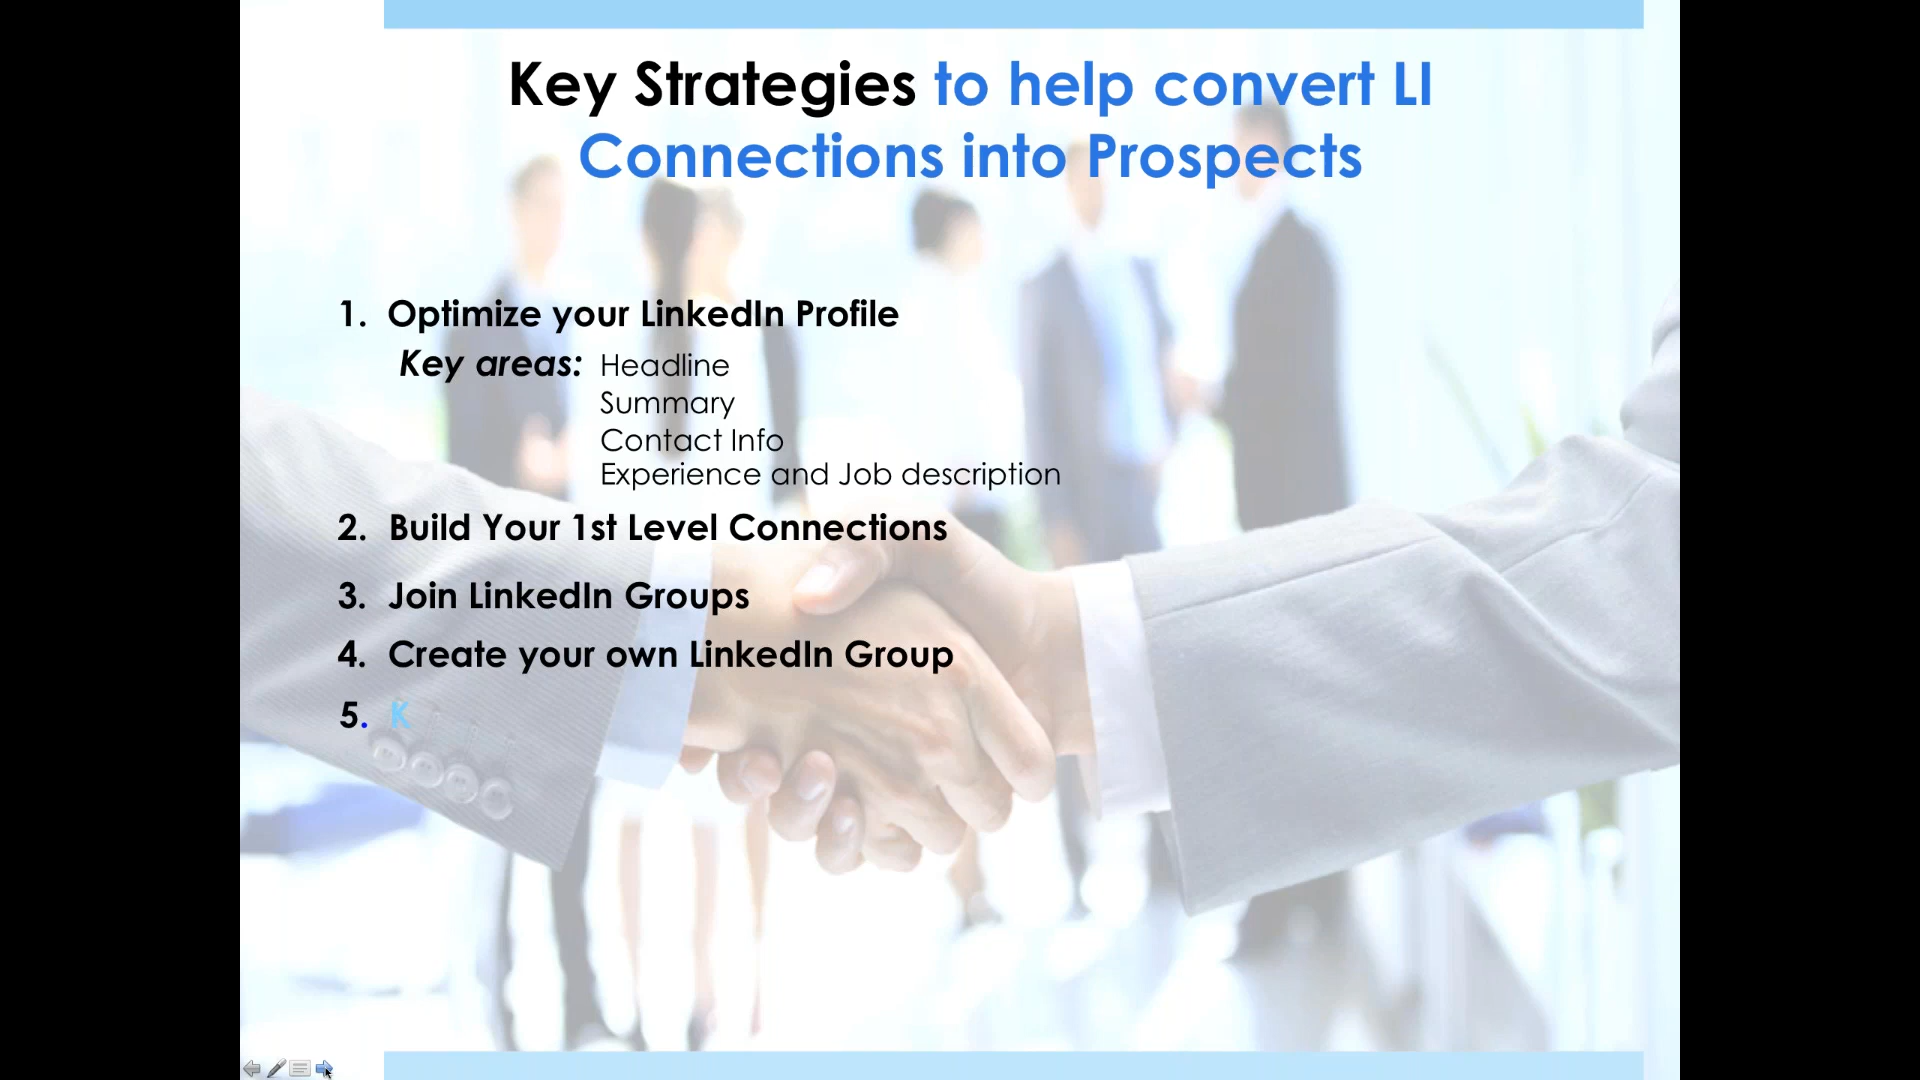 Key Strategies to help convert LI
Connections into Prospects
1. Optimize your LinkedIn Profile
Key areas: Headline
Summary
Contact Info
Experience and Job description
2. Build Your 1st Level Connections
3. Join LinkedIn Groups
4. Create your own LinkedIn Group
5. K